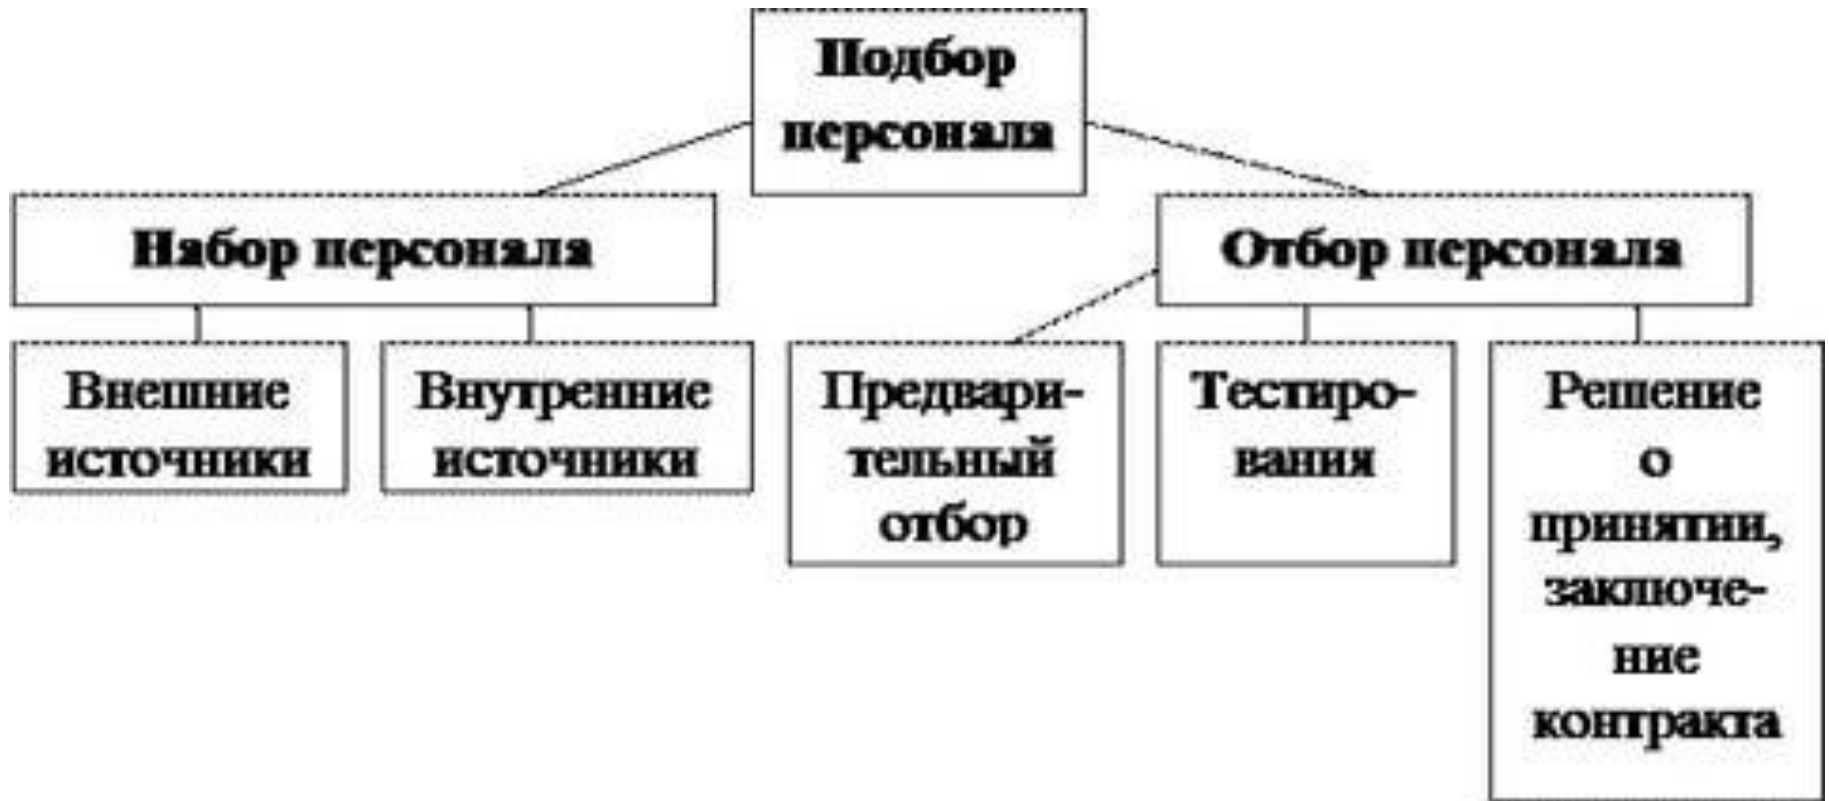 Подбор
персонала
Набор персонала
Отбор персонала
Внешние
источники
Внутренние
источники
Предвари-
тельный
отбор
Тестиро-
вания
Решение
о
принятии,
заключе-
ние
контракта